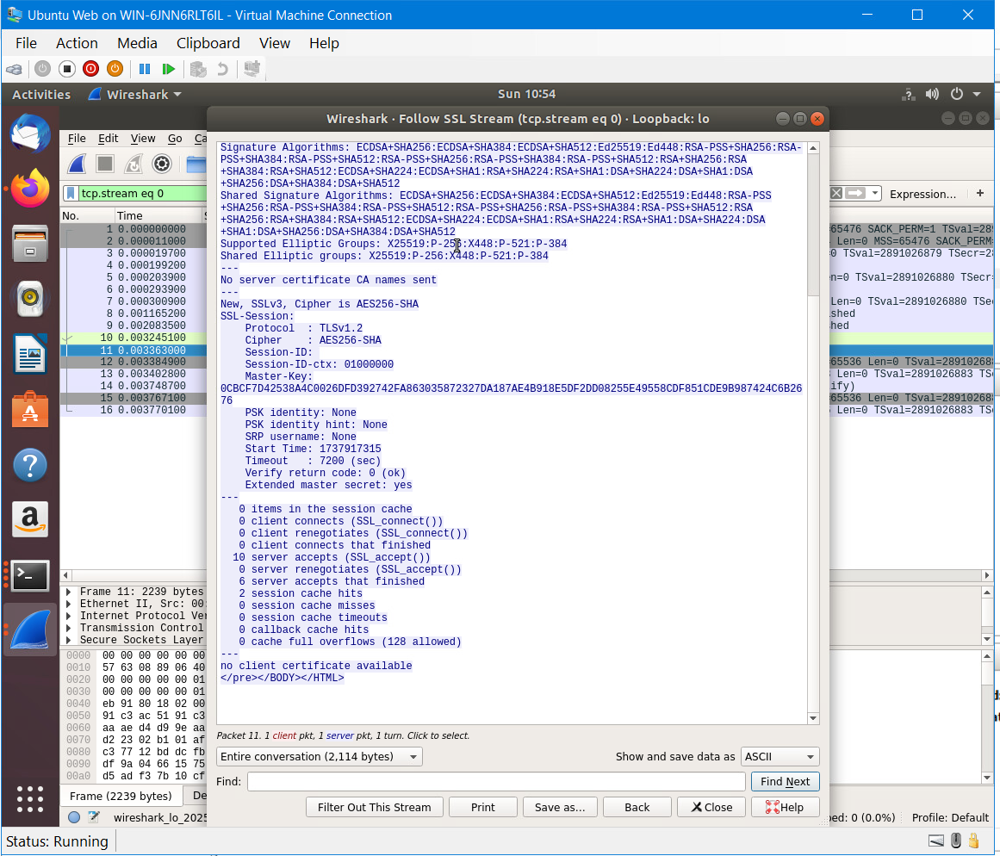 Ubuntu Web on WIN-6JNN6RLT6IL - Virtual Machine Connection
File Action Media Clipboard View Help
Activities Wireshark Sun 10:54
Wireshark · Follow SSL Stream (tcp.stream eq 0) · Loopback: lo
File Edit View Go Ca
tcp.stream eq 0
Expression… +
No. Time
1 0.000000000
2 0.000011000
3 0.000019700
4 0.000199200
5 0.000203900
6 0.000293900
7 0.000300900
8 0.001165200
9 0.002083500
10 0.003245100
11 0.003363000
12 0.003384900
13 0.003402800
14 0.003748700
15 0.003767100
16 0.003770100
=65476 SACK_PERM=1 TSval=28
0 MSS=65476 SACK_PERM=
0 TSval=2891026879 TSecr=2
n=0 TSval=2891026880 TSecr
Len=0 TSval=2891026880 TS
shed
hed
65536 Len=0 TSval=28910268
Len=0 TSval=2891026883 TS
ify)
=65536 Len=0 TSval=28910268
Len=0 TSval=2891026883 TS
Signature Algorithms: ECDSA+SHA256:ECDSA+SHA384:ECDSA+SHA512:Ed25519:Ed448:RSA-PSS+SHA256:RSA-
PSS+SHA384:RSA-PSS+SHA512:RSA-PSS+SHA256:RSA-PSS+SHA384:RSA-PSS+SHA512:RSA+SHA256:RSA
+SHA384:RSA+SHA512:ECDSA+SHA224:ECDSA+SHA1:RSA+SHA224:RSA+SHA1:DSA+SHA224:DSA+SHA1:DSA
+SHA256:DSA+SHA384:DSA+SHA512
Shared Signature Algorithms: ECDSA+SHA256:ECDSA+SHA384:ECDSA+SHA512:Ed25519:Ed448:RSA-PSS
+SHA256:RSA-PSS+SHA384:RSA-PSS+SHA512:RSA-PSS+SHA256:RSA-PSS+SHA384:RSA-PSS+SHA512:RSA
+SHA256:RSA+SHA384:RSA+SHA512:ECDSA+SHA224:ECDSA+SHA1:RSA+SHA224:RSA+SHA1:DSA+SHA224:DSA
+SHA1:DSA+SHA256:DSA+SHA384:DSA+SHA512
Supported Elliptic Groups: X25519:P-256:X448:P-521:P-384
Shared Elliptic groups: X25519:P-256:X448:P-521:P-384
---
No server certificate CA names sent
---
New, SSLv3, Cipher is AES256-SHA
SSL-Session:
Protocol : TLSv1.2
Cipher : AES256-SHA
Session-ID:
Session-ID-ctx: 01000000
Master-Key:
0CBCF7D42538A4C0026DFD392742FA863035872327DA187AE4B918E5DF2DD08255E49558CDF851CDE9B987424C6B26
76
PSK identity: None
PSK identity hint: None
SRP username: None
Start Time: 1737917315
Timeout : 7200 (sec)
Verify return code: 0 (ok)
Extended master secret: yes
---
0 items in the session cache
0 client connects (SSL_connect())
0 client renegotiates (SSL_connect())
0 client connects that finished
10 server accepts (SSL_accept())
0 server renegotiates (SSL_accept())
6 server accepts that finished
2 session cache hits
0 session cache misses
0 session cache timeouts
0 callback cache hits
0 cache full overflows (128 allowed)
---
no client certificate available
</pre></BODY></HTML>
Frame 11: 2239 bytes
Ethernet II, Src: 00:
Internet Protocol Ver
Transmission Control
Secure Sockets Layer
0000 00 00 00 00 00 00
0010 57 63 08 89 06 40
0020 00 00 00 00 00 01
0030 00 00 00 00 00 01
0040 eb 91 80 18 02 00
0050 91 c3 ac 51 91 c3
0060 aa ae d4 d9 9e aa
0070 d2 23 02 b1 01 af
0080 c3 77 12 bd dc fb
0090 df 9a 04 66 15 75
00a0 d5 ad f3 7b 10 cf
Packet 11. 1 client pkt, 1 server pkt, 1 turn. Click to select.
Entire conversation (2,114 bytes)
Show and save data as ASCII
Find:
Find Next
Filter Out This Stream Print Save as… Back Close Help
Frame (2239 bytes) De
wireshark_lo_2025
ped: 0 (0.0%) Profile: Default
Status: Running